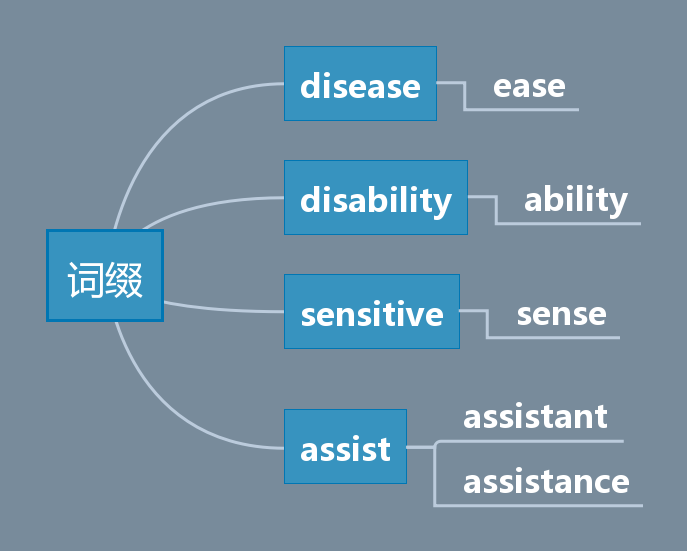 词缀
disease
ease
disability
ability
sensitive
sense
assist
assistant
assistance